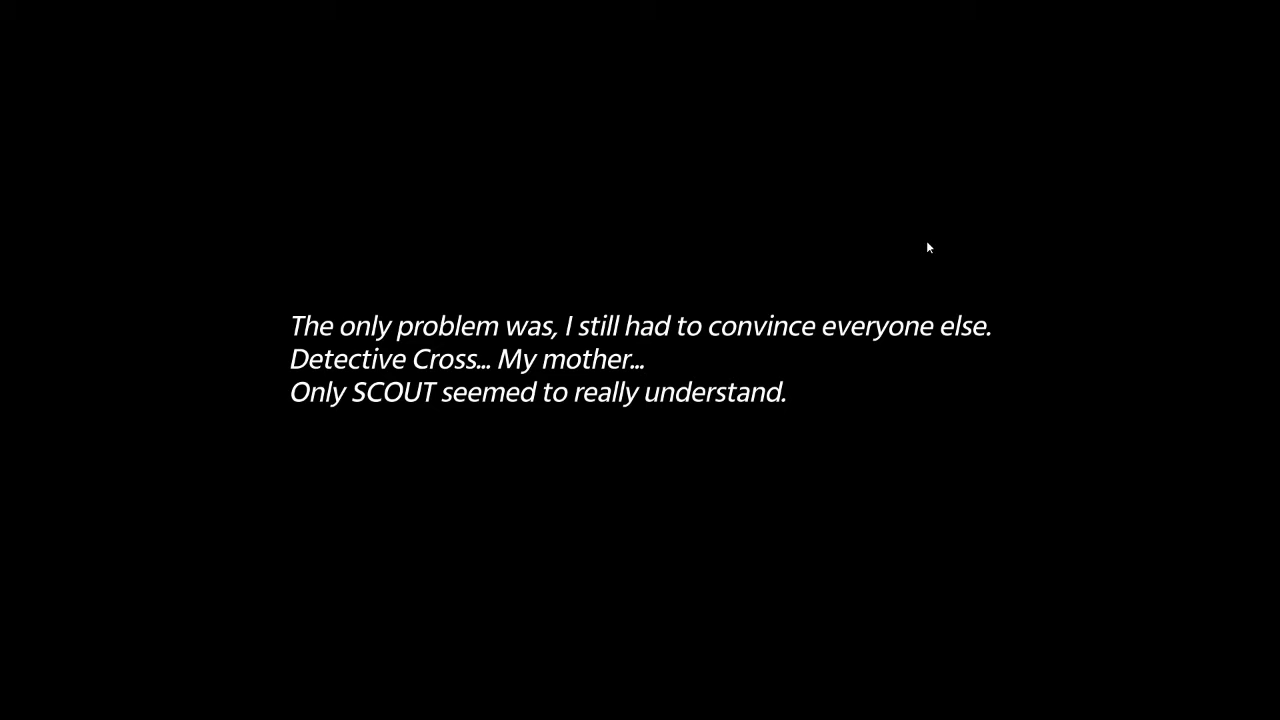 The only problem was, I still had to convince everyone else.
Detective Cross... My mother...
Only SCOUT seemed to really understand.